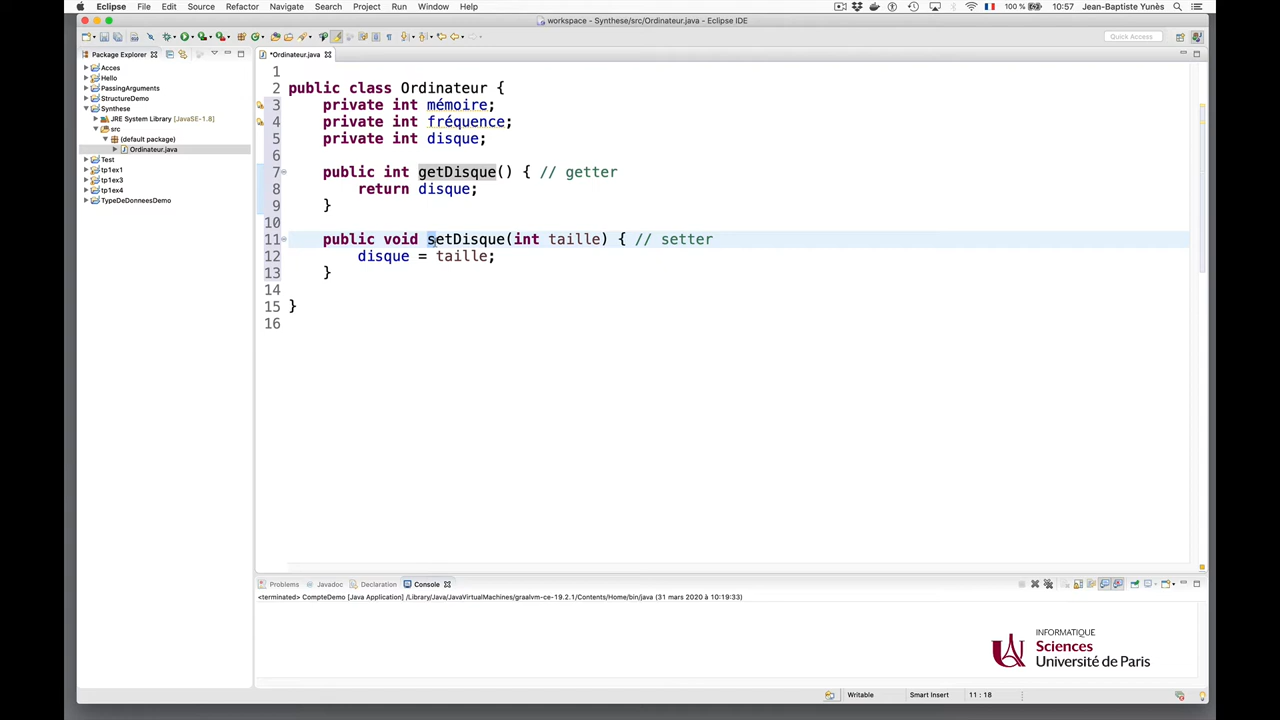 Eclipse File Edit Source Refactor Navigate Search Project Run Window Help 100 % 10:57 Jean-Baptiste Yunès
workspace - Synthese/src/Ordinateur.java - Eclipse IDE
Quick Access
Package Explorer
*Ordinateur.java
Acces
Hello
PassingArguments
StructureDemo
Synthese
JRE System Library [JavaSE-1.8]
src
(default package)
Ordinateur.java
Test
tp1ex1
tp1ex3
tp1ex4
TypeDeDonneesDemo
1
2 public class Ordinateur {
3 private int mémoire;
4 private int fréquence;
5 private int disque;
6
7 public int getDisque() { // getter
8 return disque;
9 }
10
11 public void setDisque(int taille) { // setter
12 disque = taille;
13 }
14
15 }
16
Problems Javadoc Declaration Console
<terminated> CompteDemo [Java Application] /Library/Java/JavaVirtualMachines/graalvm-ce-19.2.1/Contents/Home/bin/java (31 mars 2020 à 10:19:33)
INFORMATIQUE
Sciences
Université de Paris
Writable Smart Insert 11 : 18